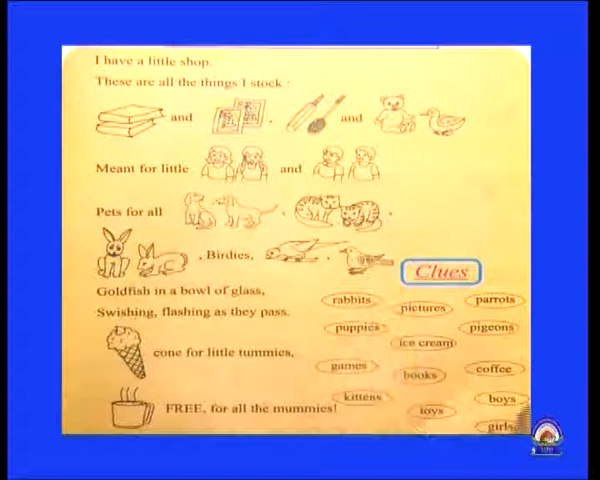 I have a little shop.
These are all the things I stock :
and , and
Meant for little and
Pets for all , .
, Birdies, ,
Clues
Goldfish in a bowl of glass,
Swishing, flashing as they pass.
cone for little tummies,
FREE, for all the mummies!
rabbits pictures parrots
puppies ice cream pigeons
games books coffee
kittens toys boys
girls